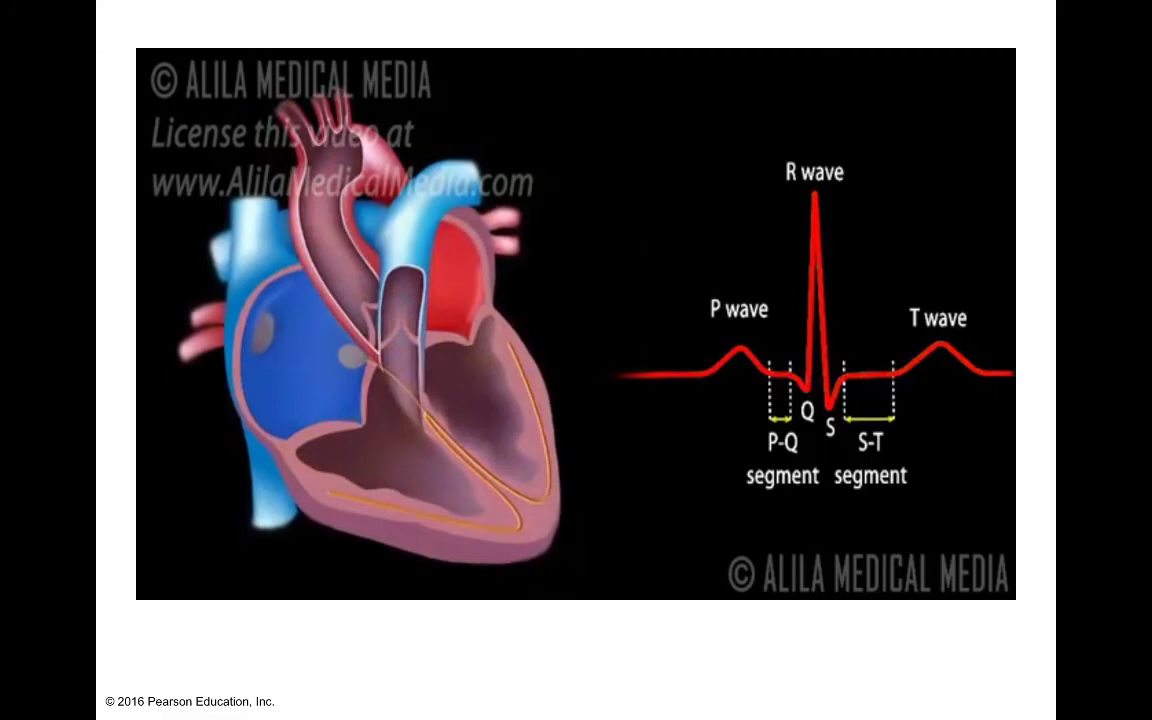 © ALILA MEDICAL MEDIA
License this video at
www.AlilaMedicalMedia.com
R wave
P wave
T wave
Q
S
P-Q
segment
S-T
segment
© ALILA MEDICAL MEDIA
© 2016 Pearson Education, Inc.